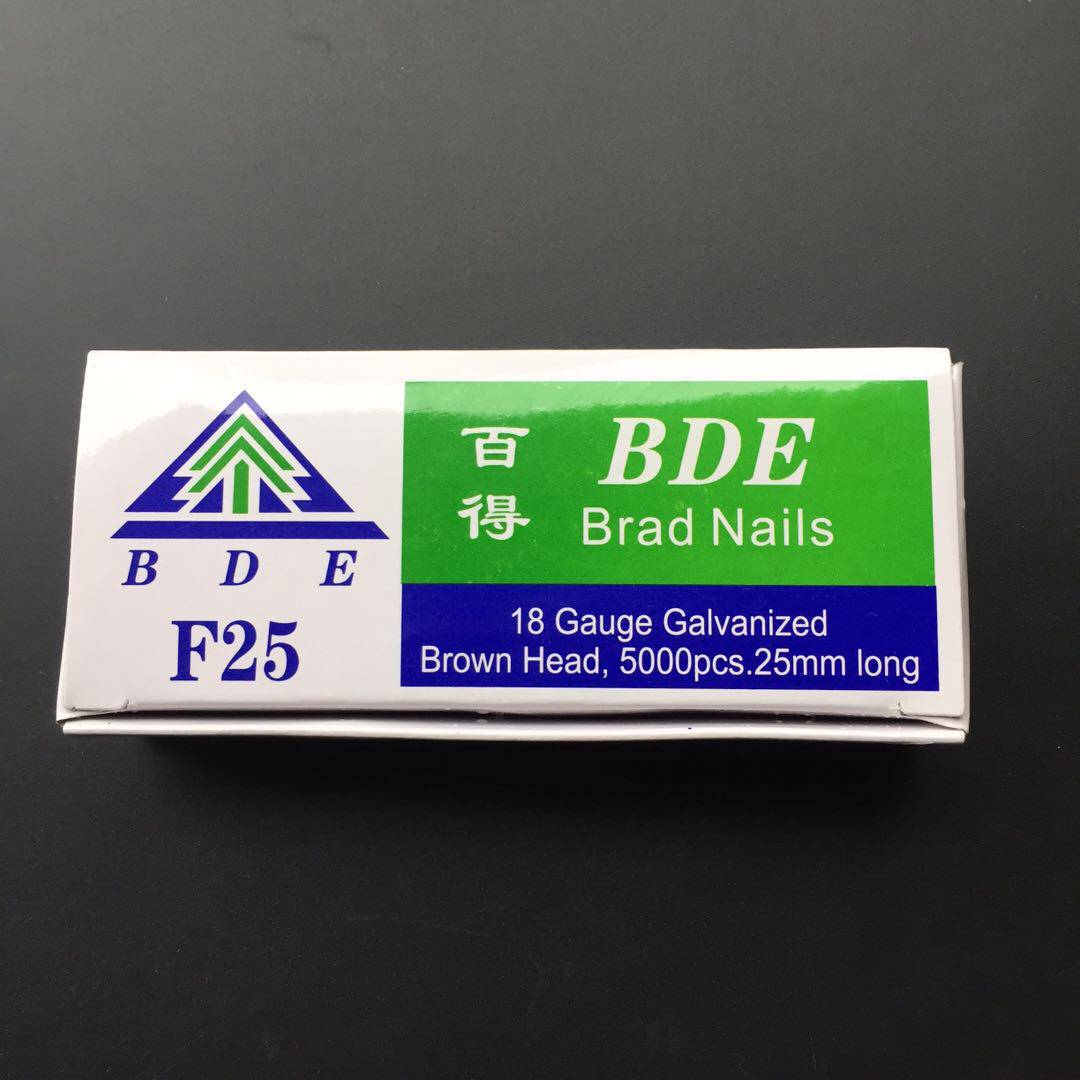 B D E
F25
百得
BDE
Brad Nails
18 Gauge Galvanized
Brown Head, 5000pcs.25mm long